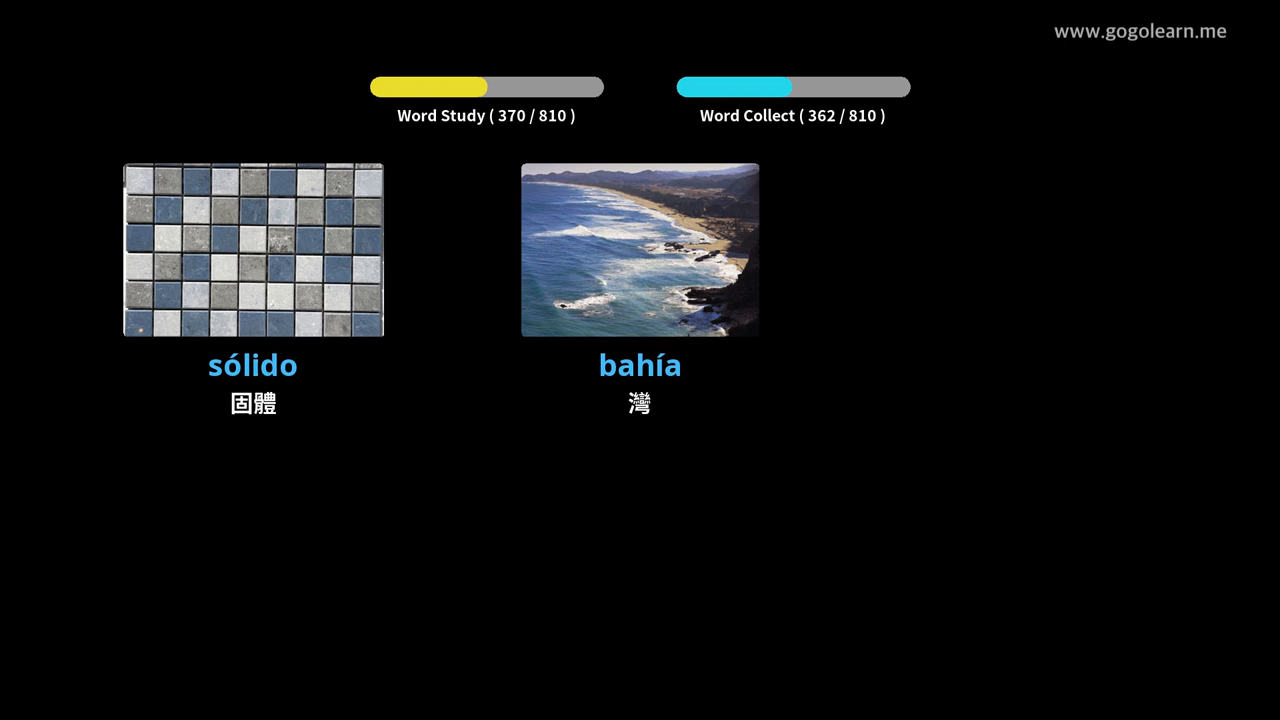 www.gogolearn.me
Word Study ( 370 / 810 )
Word Collect ( 362 / 810 )
sólido
固體
bahía
灣